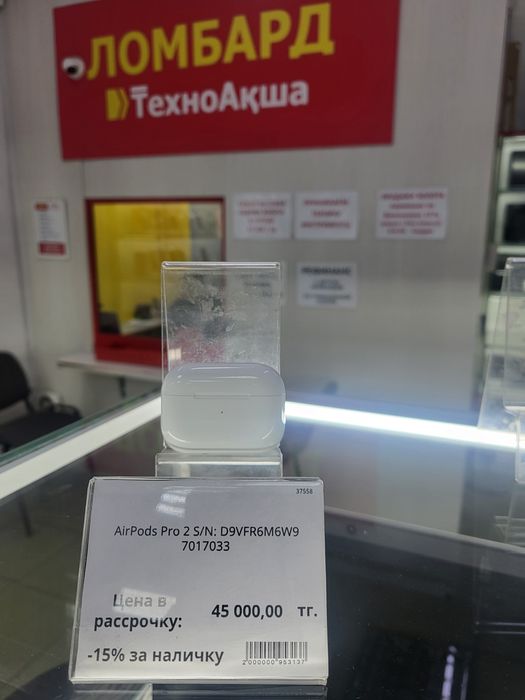 ЛОМБАРД
ТехноАқша
37558
AirPods Pro 2 S/N: D9VFR6M6W9
7017033
Цена в
рассрочку:
45 000,00 тг.
-15% за наличку
2000000953137